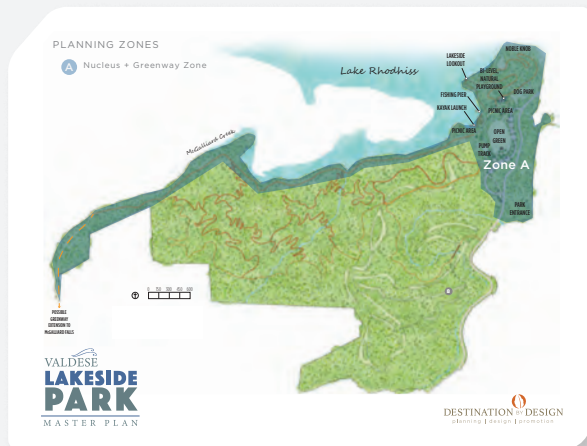 PLANNING ZONES
A Nucleus + Greenway Zone
NOBLE KNOB
LAKESIDE
LOOKOUT
Lake Rhodhiss
BI-LEVEL
NATURAL
PLAYGROUND
DOG PARK
FISHING PIER
PICNIC AREA
KAYAK LAUNCH
PICNIC AREA
OPEN
GREEN
PUMP
TRACK
Zone A
McGalliard Creek
PARK
ENTRANCE
POSSIBLE
GREENWAY
EXTENSION TO
McGALLIARD FALLS
VALDESE
LAKESIDE
PARK
MASTER PLAN
DESTINATION BY DESIGN
planning | design | promotion